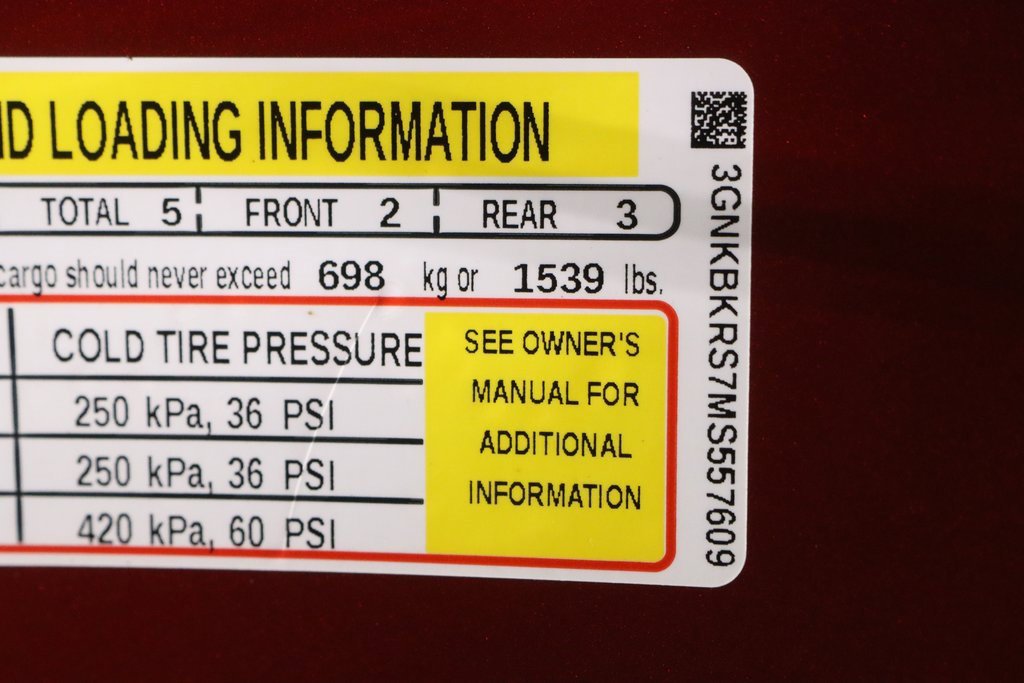 ND LOADING INFORMATION
TOTAL 5 FRONT 2 REAR 3
cargo should never exceed 698 kg or 1539 lbs.
COLD TIRE PRESSURE
250 kPa, 36 PSI
250 kPa, 36 PSI
420 kPa, 60 PSI
SEE OWNER'S
MANUAL FOR
ADDITIONAL
INFORMATION
3GNKBKRS7MS557609